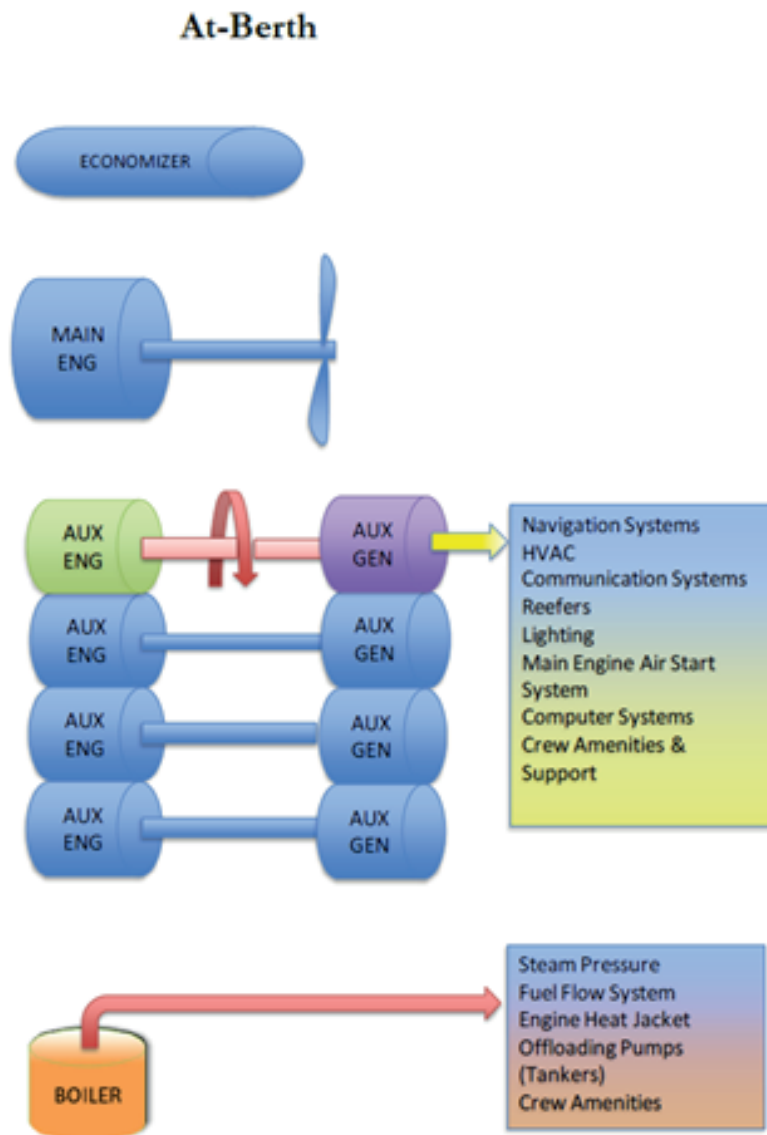 At-Berth
ECONOMIZER
MAIN
ENG
AUX
ENG
AUX
GEN
Navigation Systems
HVAC
Communication Systems
Reefers
Lighting
Main Engine Air Start
System
Computer Systems
Crew Amenities &
Support
AUX
ENG
AUX
GEN
AUX
ENG
AUX
GEN
AUX
ENG
AUX
GEN
Steam Pressure
Fuel Flow System
Engine Heat Jacket
Offloading Pumps
(Tankers)
Crew Amenities
BOILER